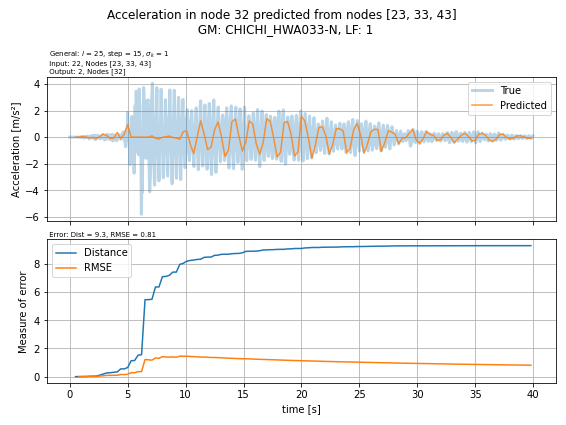 Acceleration in node 32 predicted from nodes [23, 33, 43]
GM: CHICHI_HWA033-N, LF: 1
General: l = 25, step = 15, σₖ = 1
Input: 22, Nodes [23, 33, 43]
Output: 2, Nodes [32]
True
Predicted
Acceleration [m/s²]
4
2
0
−2
−4
−6
Error: Dist = 9.3, RMSE = 0.81
Distance
RMSE
Measure of error
8
6
4
2
0
0 5 10 15 20 25 30 35 40
time [s]